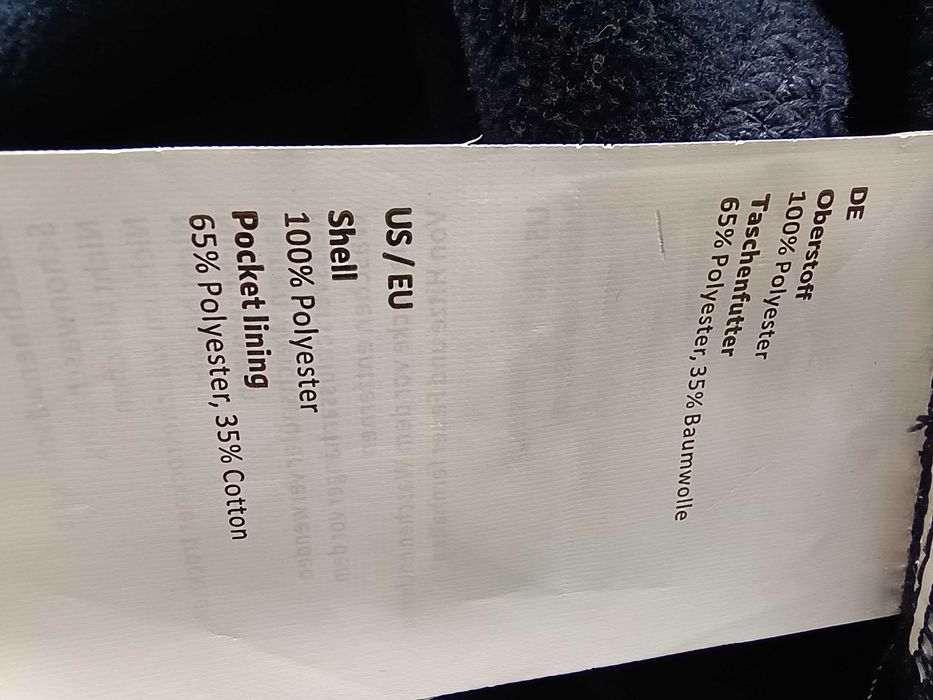 DE
Oberstoff
100% Polyester
Taschenfutter
65% Polyester, 35% Baumwolle
US / EU
Shell
100% Polyester
Pocket lining
65% Polyester, 35% Cotton